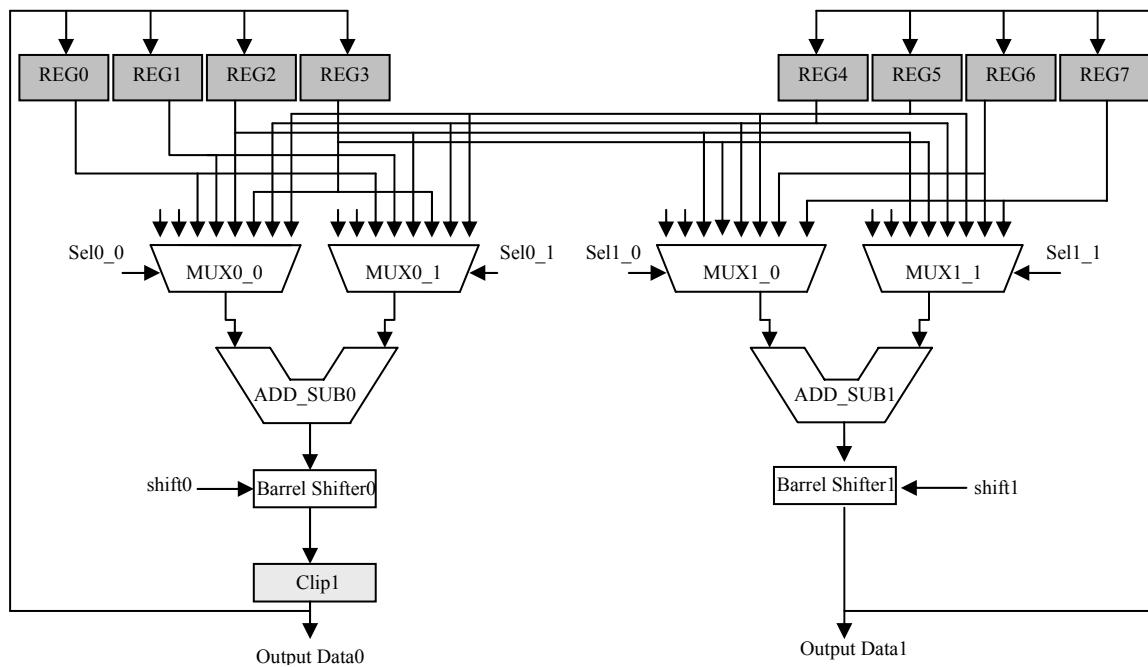 REG0 REG1 REG2 REG3 REG4 REG5 REG6 REG7
Sel0_0 MUX0_0 MUX0_1 Sel0_1 Sel1_0 MUX1_0 MUX1_1 Sel1_1
ADD_SUB0 ADD_SUB1
shift0 Barrel Shifter0 Barrel Shifter1 shift1
Clip1
Output Data0 Output Data1